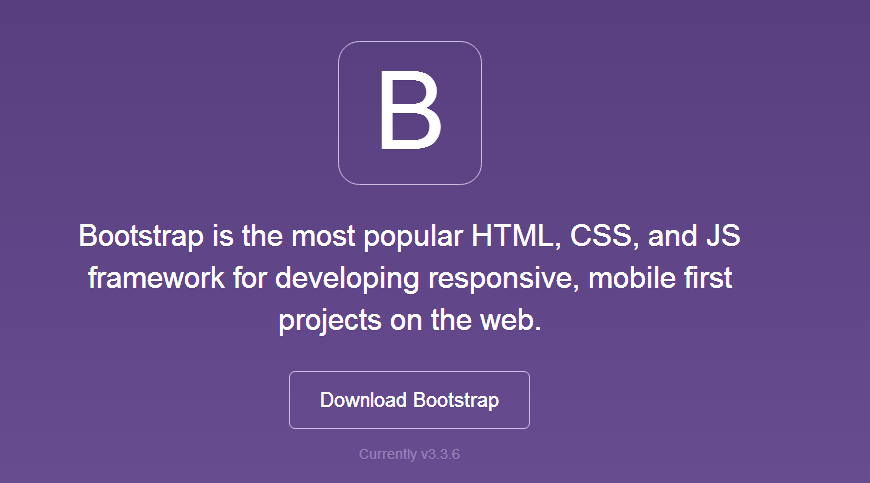 B
Bootstrap is the most popular HTML, CSS, and JS
framework for developing responsive, mobile first
projects on the web.
Download Bootstrap
Currently v3.3.6